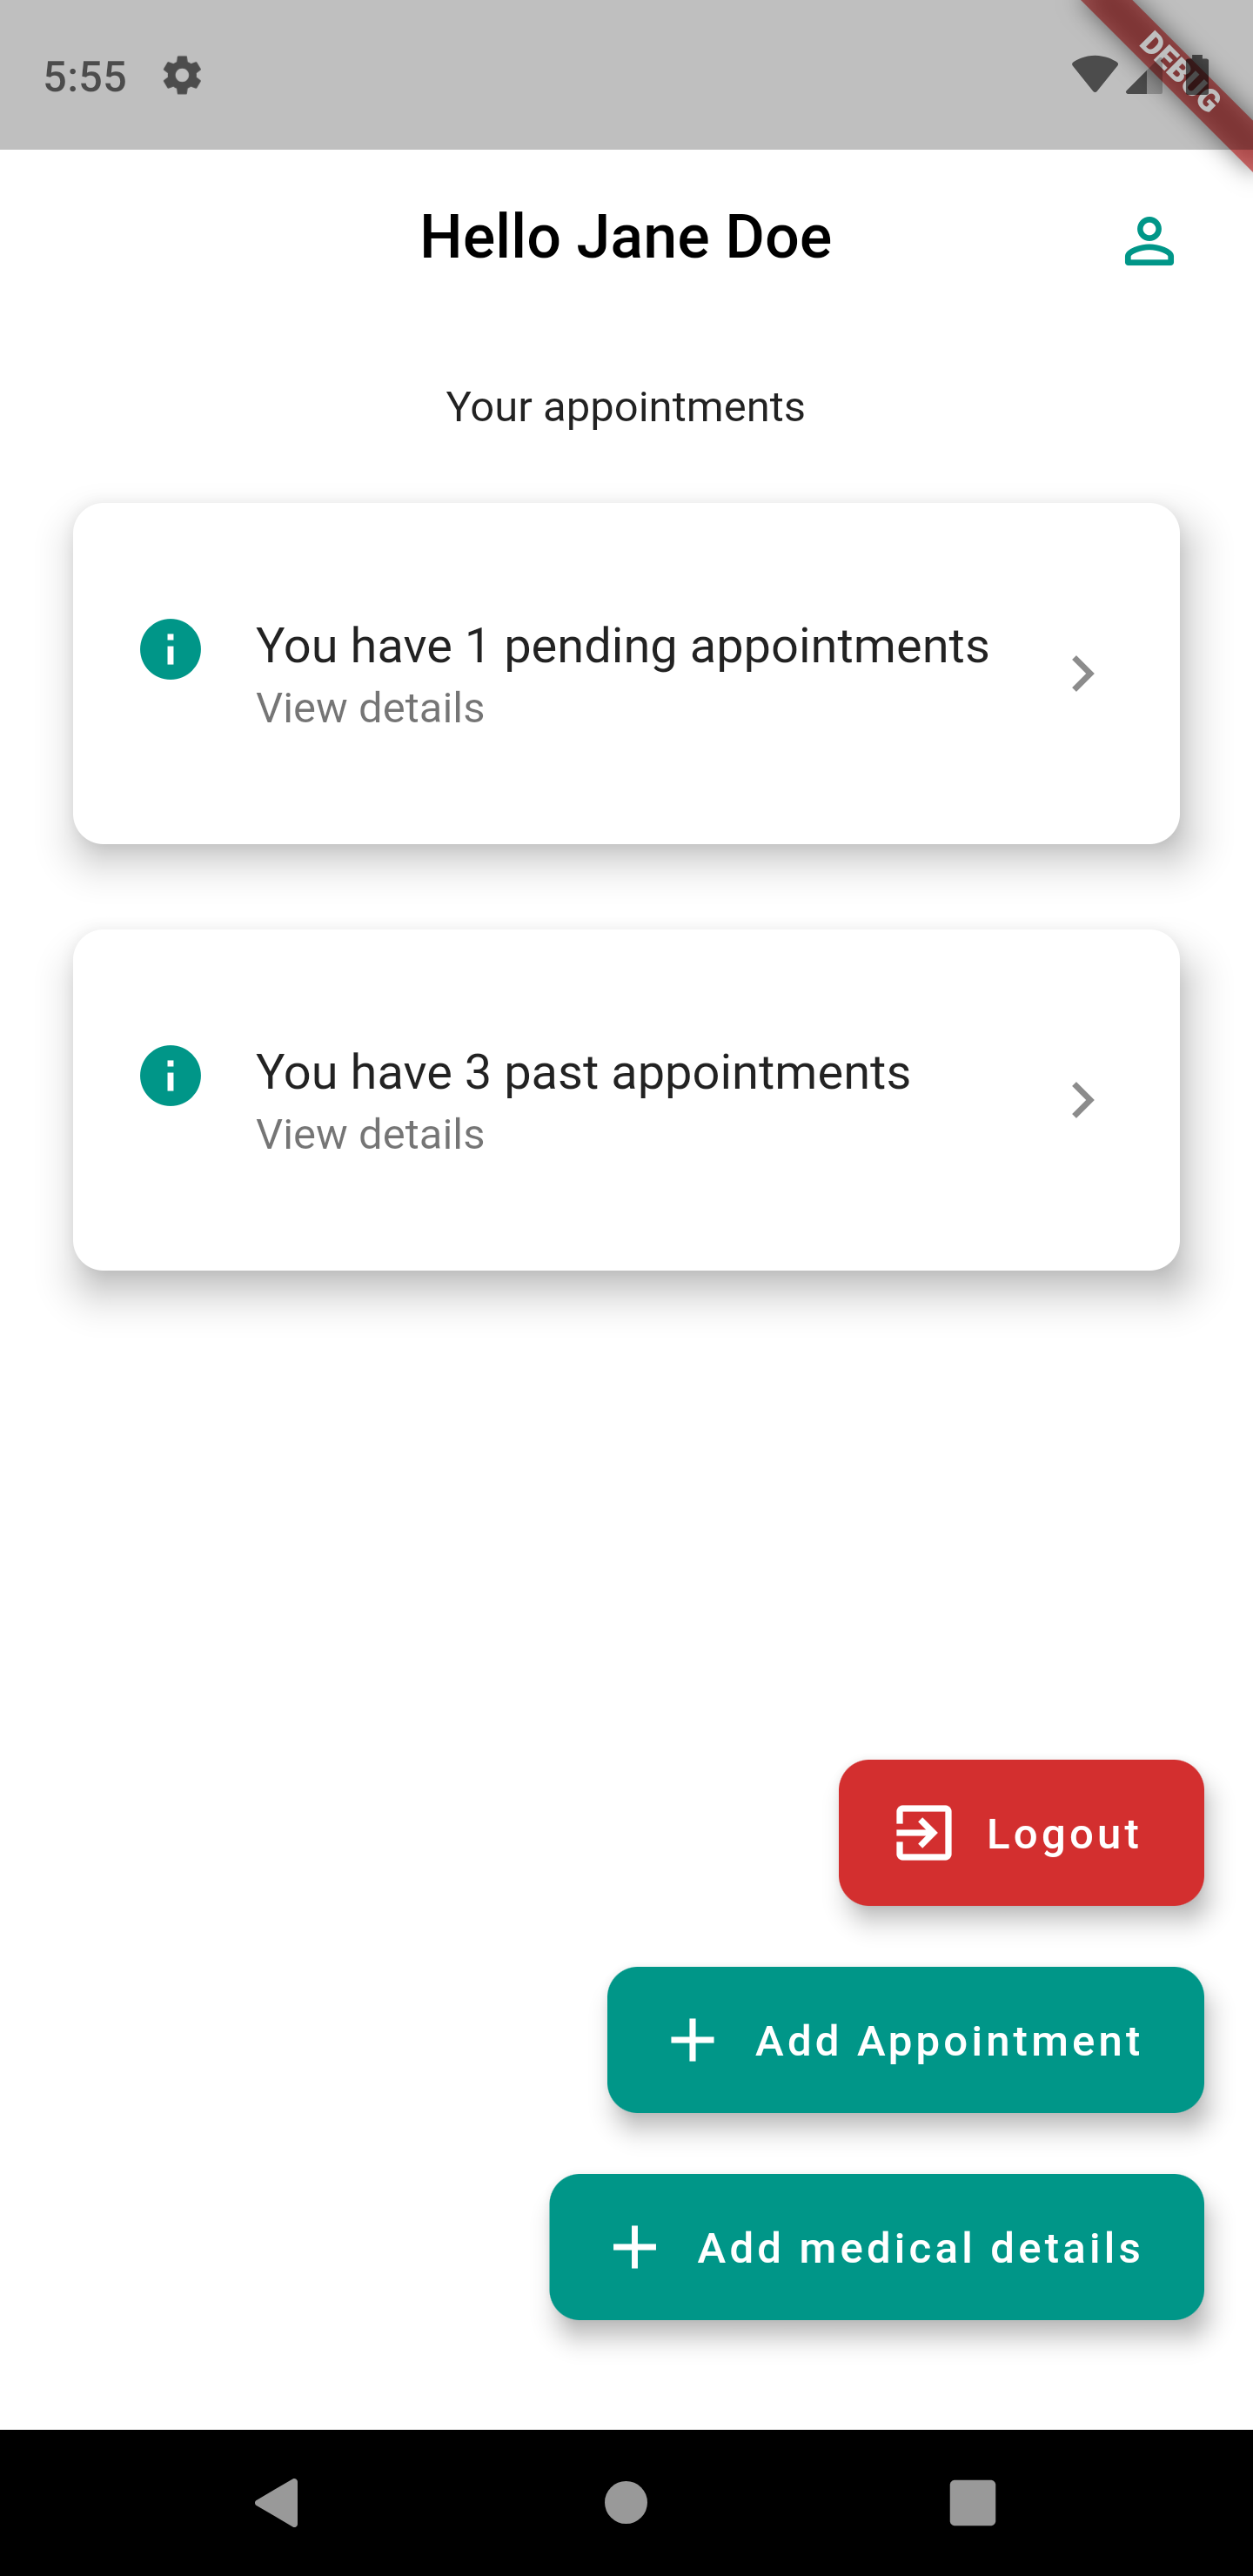 5:55
DEBUG
Hello Jane Doe
Your appointments
You have 1 pending appointments
View details
You have 3 past appointments
View details
Logout
Add Appointment
Add medical details